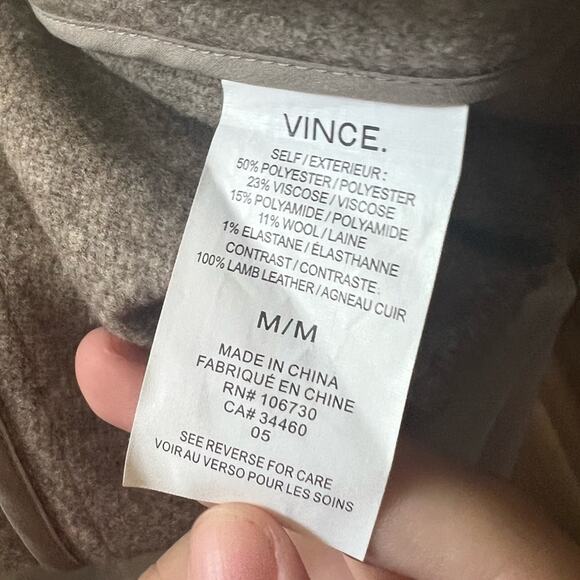 VINCE.
SELF/EXTERIEUR:
50% POLYESTER/POLYESTER
23% VISCOSE/VISCOSE
15% POLYAMIDE/POLYAMIDE
11% WOOL/LAINE
1% ELASTANE/ÉLASTHANNE
CONTRAST/CONTRASTE
100% LAMB LEATHER/AGNEAU CUIR
M/M
MADE IN CHINA
FABRIQUÉ EN CHINE
RN# 106730
CA# 34460
05
SEE REVERSE FOR CARE
VOIR AU VERSO POUR LES SOINS